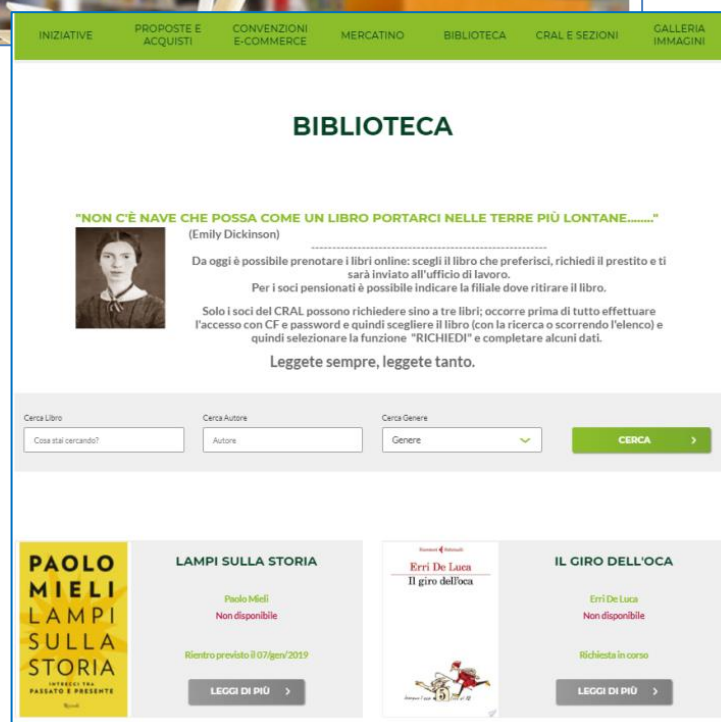 INIZIATIVE
PROPOSTE E
ACQUISTI
CONVENZIONI
E-COMMERCE
MERCATINO
BIBLIOTECA
CRAL E SEZIONI
GALLERIA
IMMAGINI
BIBLIOTECA
"NON C'È NAVE CHE POSSA COME UN LIBRO PORTARCI NELLE TERRE PIÙ LONTANE........"
(Emily Dickinson)
--------------------------------------------------------
Da oggi è possibile prenotare i libri online: scegli il libro che preferisci, richiedi il prestito e ti
sarà inviato all'ufficio di lavoro.
Per i soci pensionati è possibile indicare la filiale dove ritirare il libro.
Solo i soci del CRAL possono richiedere sino a tre libri; occorre prima di tutto effettuare
l'accesso con CF e password e quindi scegliere il libro (con la ricerca o scorrendo l'elenco) e
quindi selezionare la funzione "RICHIEDI" e completare alcuni dati.
Leggete sempre, leggete tanto.
Cerca Libro
Cosa stai cercando?
Cerca Autore
Autore
Cerca Genere
Genere
CERCA
PAOLO
MIELI
LAMPI
SULLA
STORIA
INTRECCI TRA
PASSATO E PRESENTE
Rizzoli
LAMPI SULLA STORIA
Paolo Mieli
Non disponibile
Rientro previsto il 07/gen/2019
LEGGI DI PIÙ
Erri De Luca
Il giro dell'oca
5
IL GIRO DELL'OCA
Erri De Luca
Non disponibile
Richiesta in corso
LEGGI DI PIÙ